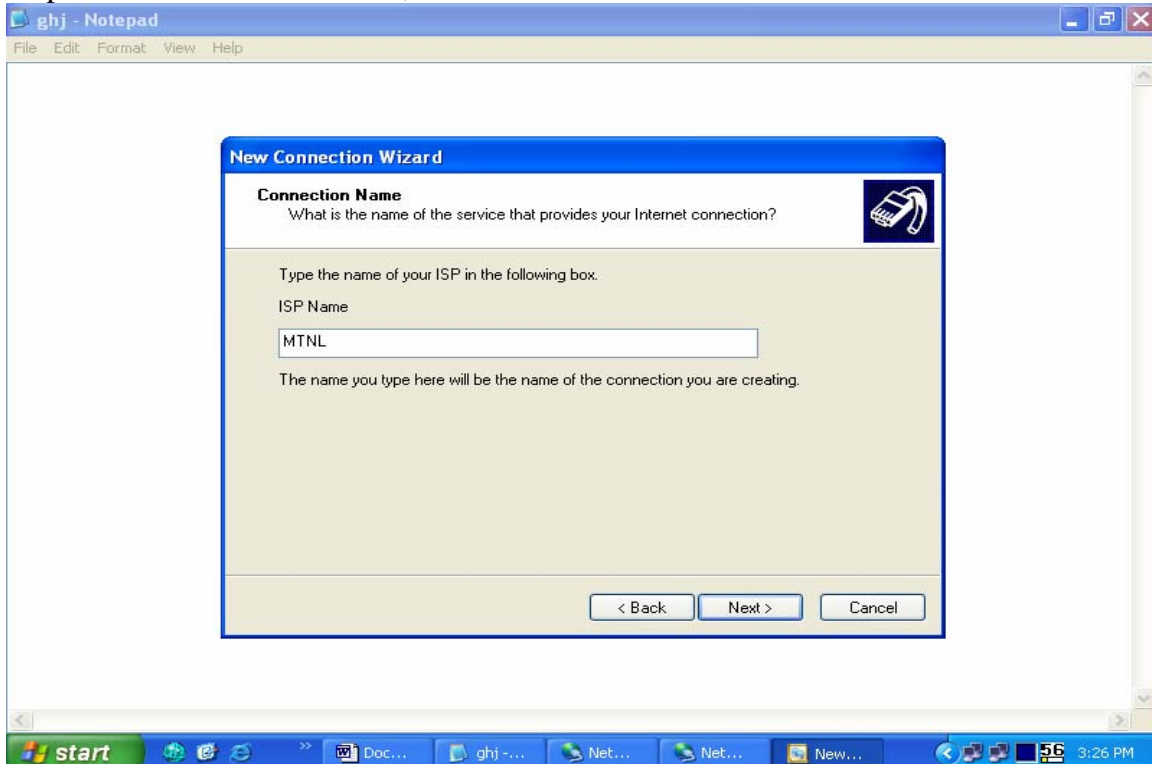 ghj - Notepad
File Edit Format View Help
New Connection Wizard
Connection Name
What is the name of the service that provides your Internet connection?
Type the name of your ISP in the following box.
ISP Name
MTNL
The name you type here will be the name of the connection you are creating.
< Back Next > Cancel
start » Doc... ghj -... Net... Net... New... 56 3:26 PM